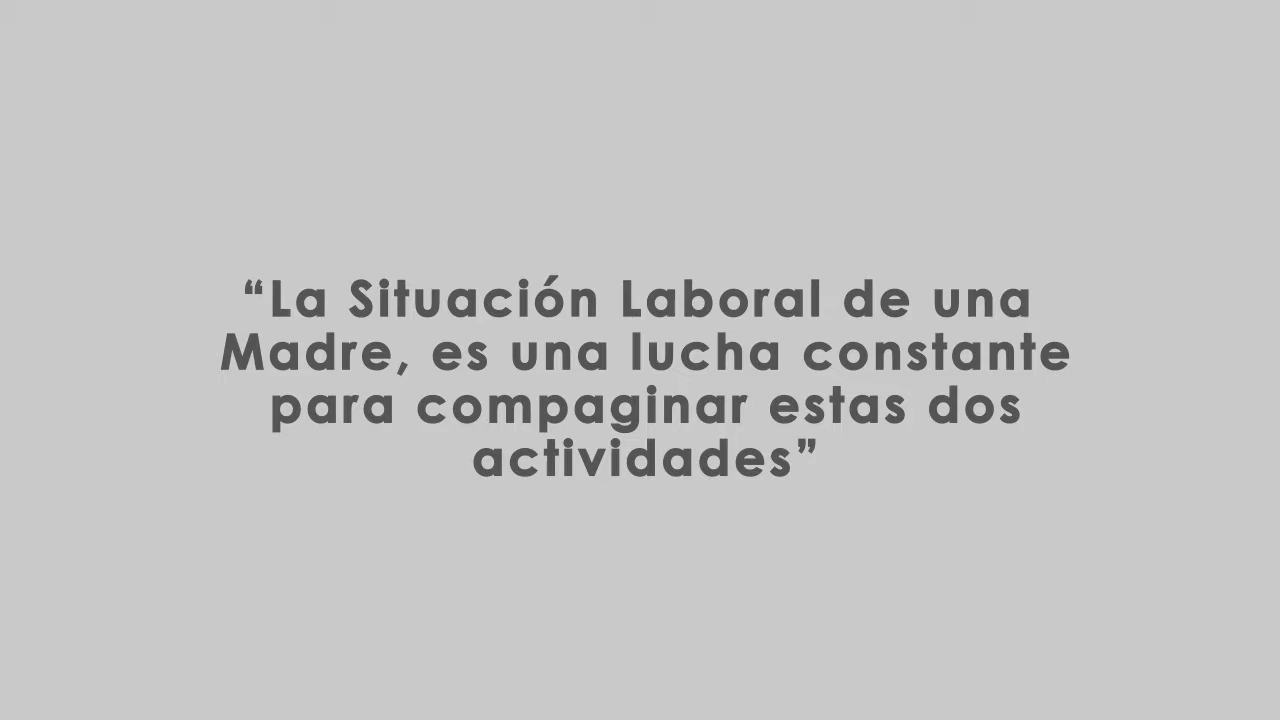 “La Situación Laboral de una
Madre, es una lucha constante
para compaginar estas dos
actividades”